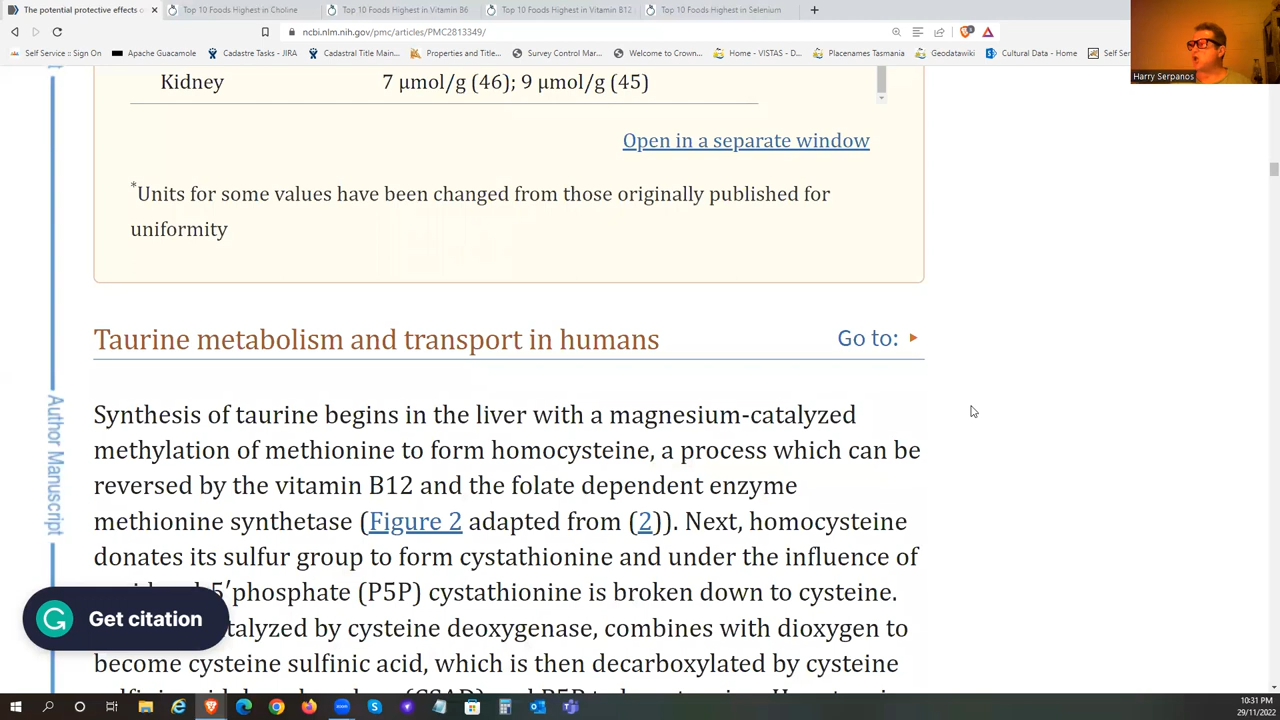 The potential protective effects o
Top 10 Foods Highest in Choline
Top 10 Foods Highest in Vitamin B6
Top 10 Foods Highest in Vitamin B12
Top 10 Foods Highest in Selenium
ncbi.nlm.nih.gov/pmc/articles/PMC2813349/
Self Service :: Sign On
Apache Guacamole
Cadastre Tasks - JIRA
Cadastral Title Main...
Properties and Title...
Survey Control Mar...
Welcome to Crown...
Home - VISTAS - D...
Placenames Tasmania
Geodatawiki
Cultural Data - Home
Self Serv
Harry Serpanos
Kidney 7 μmol/g (46); 9 μmol/g (45)
Open in a separate window
*Units for some values have been changed from those originally published for
uniformity
Taurine metabolism and transport in humans Go to:
Author Manuscript
Synthesis of taurine begins in the liver with a magnesium-catalyzed
methylation of methionine to form homocysteine, a process which can be
reversed by the vitamin B12 and the folate dependent enzyme
methionine synthetase (Figure 2 adapted from (2)). Next, homocysteine
donates its sulfur group to form cystathionine and under the influence of
5′phosphate (P5P) cystathionine is broken down to cysteine.
Get citation
by cysteine deoxygenase, combines with dioxygen to
become cysteine sulfinic acid, which is then decarboxylated by cysteine
10:31 PM
29/11/2022